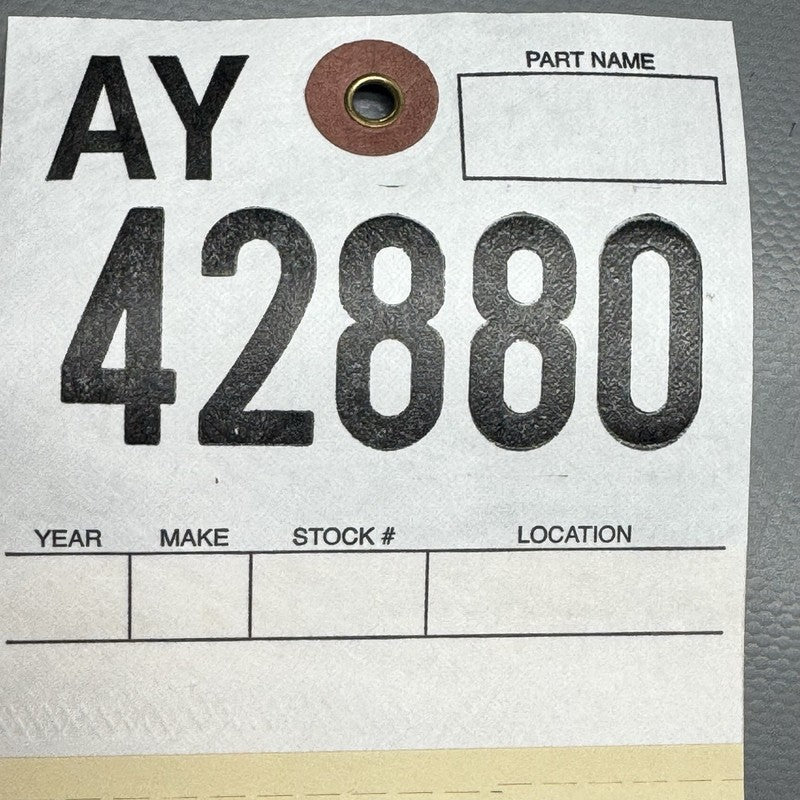 AY
PART NAME
42880
YEAR MAKE STOCK # LOCATION